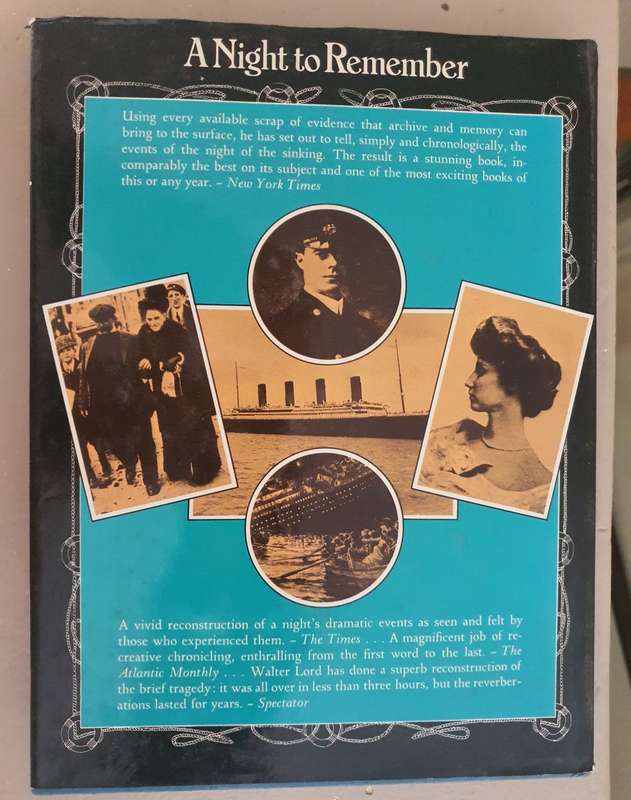 A Night to Remember
Using every available scrap of evidence that archive and memory can
bring to the surface, he has set out to tell, simply and chronologically, the
events of the night of the sinking. The result is a stunning book, in-
comparably the best on its subject and one of the most exciting books of
this or any year. – New York Times
A vivid reconstruction of a night's dramatic events as seen and felt by
those who experienced them. – The Times . . . A magnificent job of re-
creative chronicling, enthralling from the first word to the last. – The
Atlantic Monthly . . . Walter Lord has done a superb reconstruction of
the brief tragedy: it was all over in less than three hours, but the reverber-
ations lasted for years. – Spectator